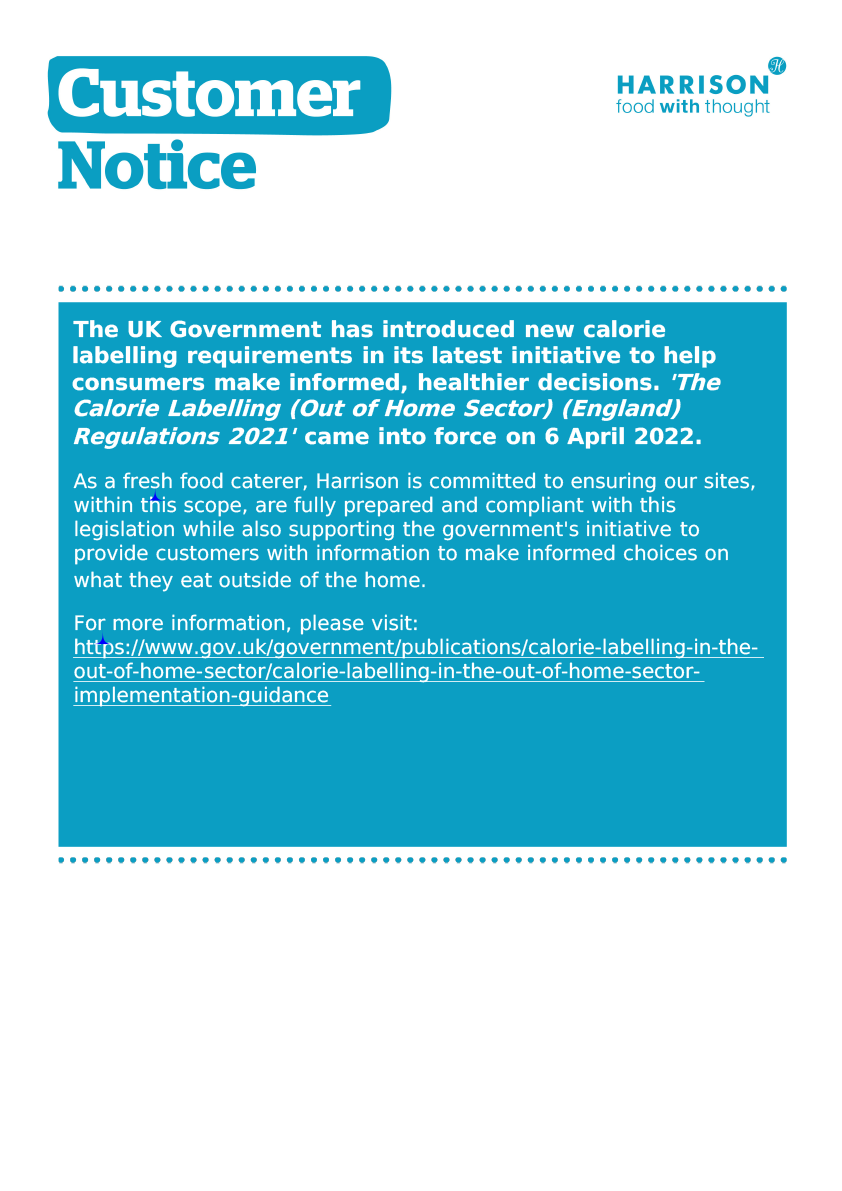 Customer
Notice
HARRISON
food with thought
The UK Government has introduced new calorie
labelling requirements in its latest initiative to help
consumers make informed, healthier decisions. 'The
Calorie Labelling (Out of Home Sector) (England)
Regulations 2021' came into force on 6 April 2022.
As a fresh food caterer, Harrison is committed to ensuring our sites,
within this scope, are fully prepared and compliant with this
legislation while also supporting the government's initiative to
provide customers with information to make informed choices on
what they eat outside of the home.
For more information, please visit:
https://www.gov.uk/government/publications/calorie-labelling-in-the-
out-of-home-sector/calorie-labelling-in-the-out-of-home-sector-
implementation-guidance